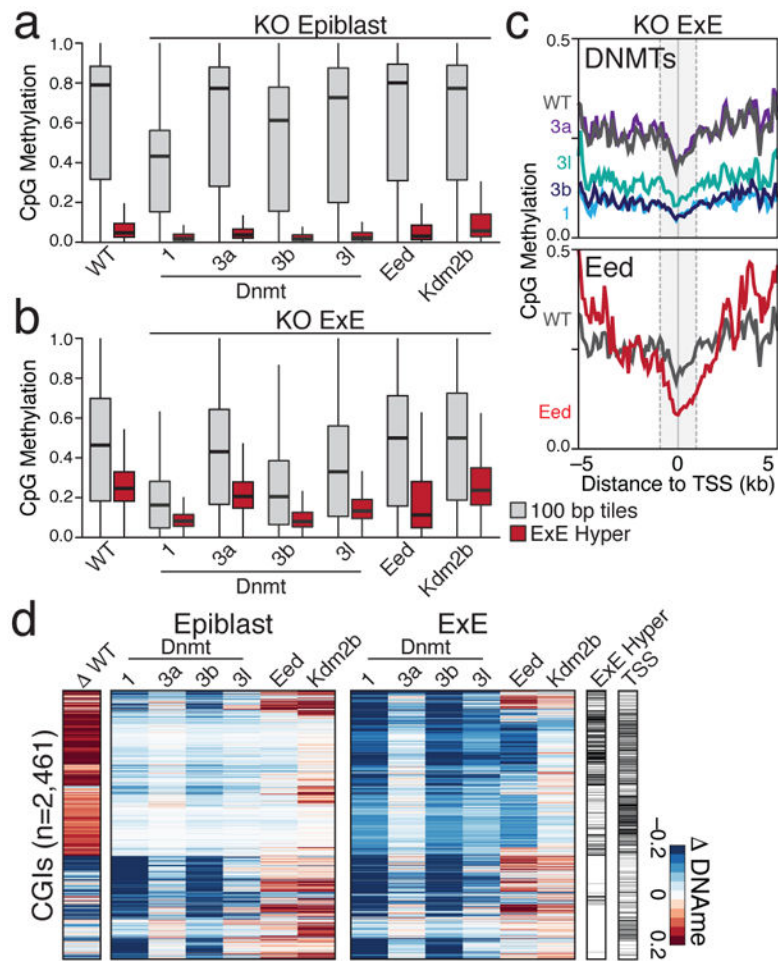 a
KO Epiblast
CpG Methylation
1.0
0.8
0.6
0.4
0.2
0.0
WT
1
3a
3b
3l
Eed
Kdm2b
Dnmt
b
KO ExE
CpG Methylation
1.0
0.8
0.6
0.4
0.2
0.0
WT
1
3a
3b
3l
Eed
Kdm2b
Dnmt
c
KO ExE
CpG Methylation
0.5
DNMTs
WT
3a
3l
3b
1
0.0
0.5
Eed
WT
Eed
0.0
−5
0
5
Distance to TSS (kb)
100 bp tiles
ExE Hyper
d
Epiblast
ExE
Δ WT
Dnmt
1
3a
3b
3l
Eed
Kdm2b
Dnmt
1
3a
3b
3l
Eed
Kdm2b
ExE Hyper
TSS
CGIs (n=2,461)
−0.2
0
0.2
Δ DNAme